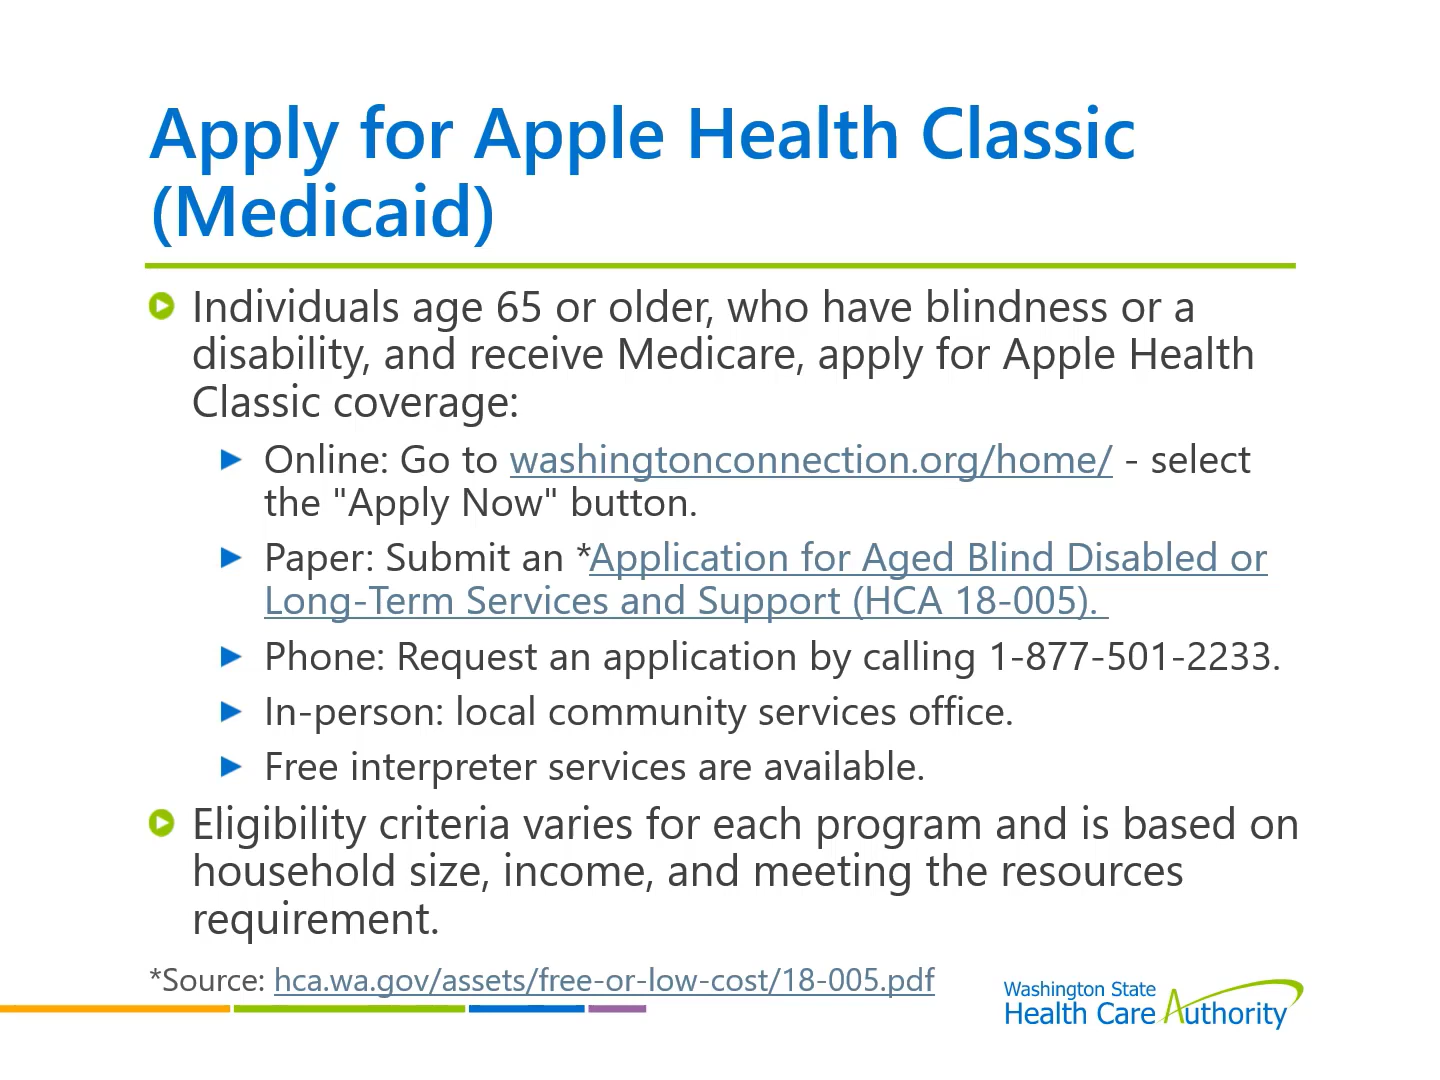 Apply for Apple Health Classic
(Medicaid)
Individuals age 65 or older, who have blindness or a
disability, and receive Medicare, apply for Apple Health
Classic coverage:
Online: Go to washingtonconnection.org/home/ - select
the "Apply Now" button.
Paper: Submit an *Application for Aged Blind Disabled or
Long-Term Services and Support (HCA 18-005).
Phone: Request an application by calling 1-877-501-2233.
In-person: local community services office.
Free interpreter services are available.
Eligibility criteria varies for each program and is based on
household size, income, and meeting the resources
requirement.
*Source: hca.wa.gov/assets/free-or-low-cost/18-005.pdf
Washington State
Health Care Authority